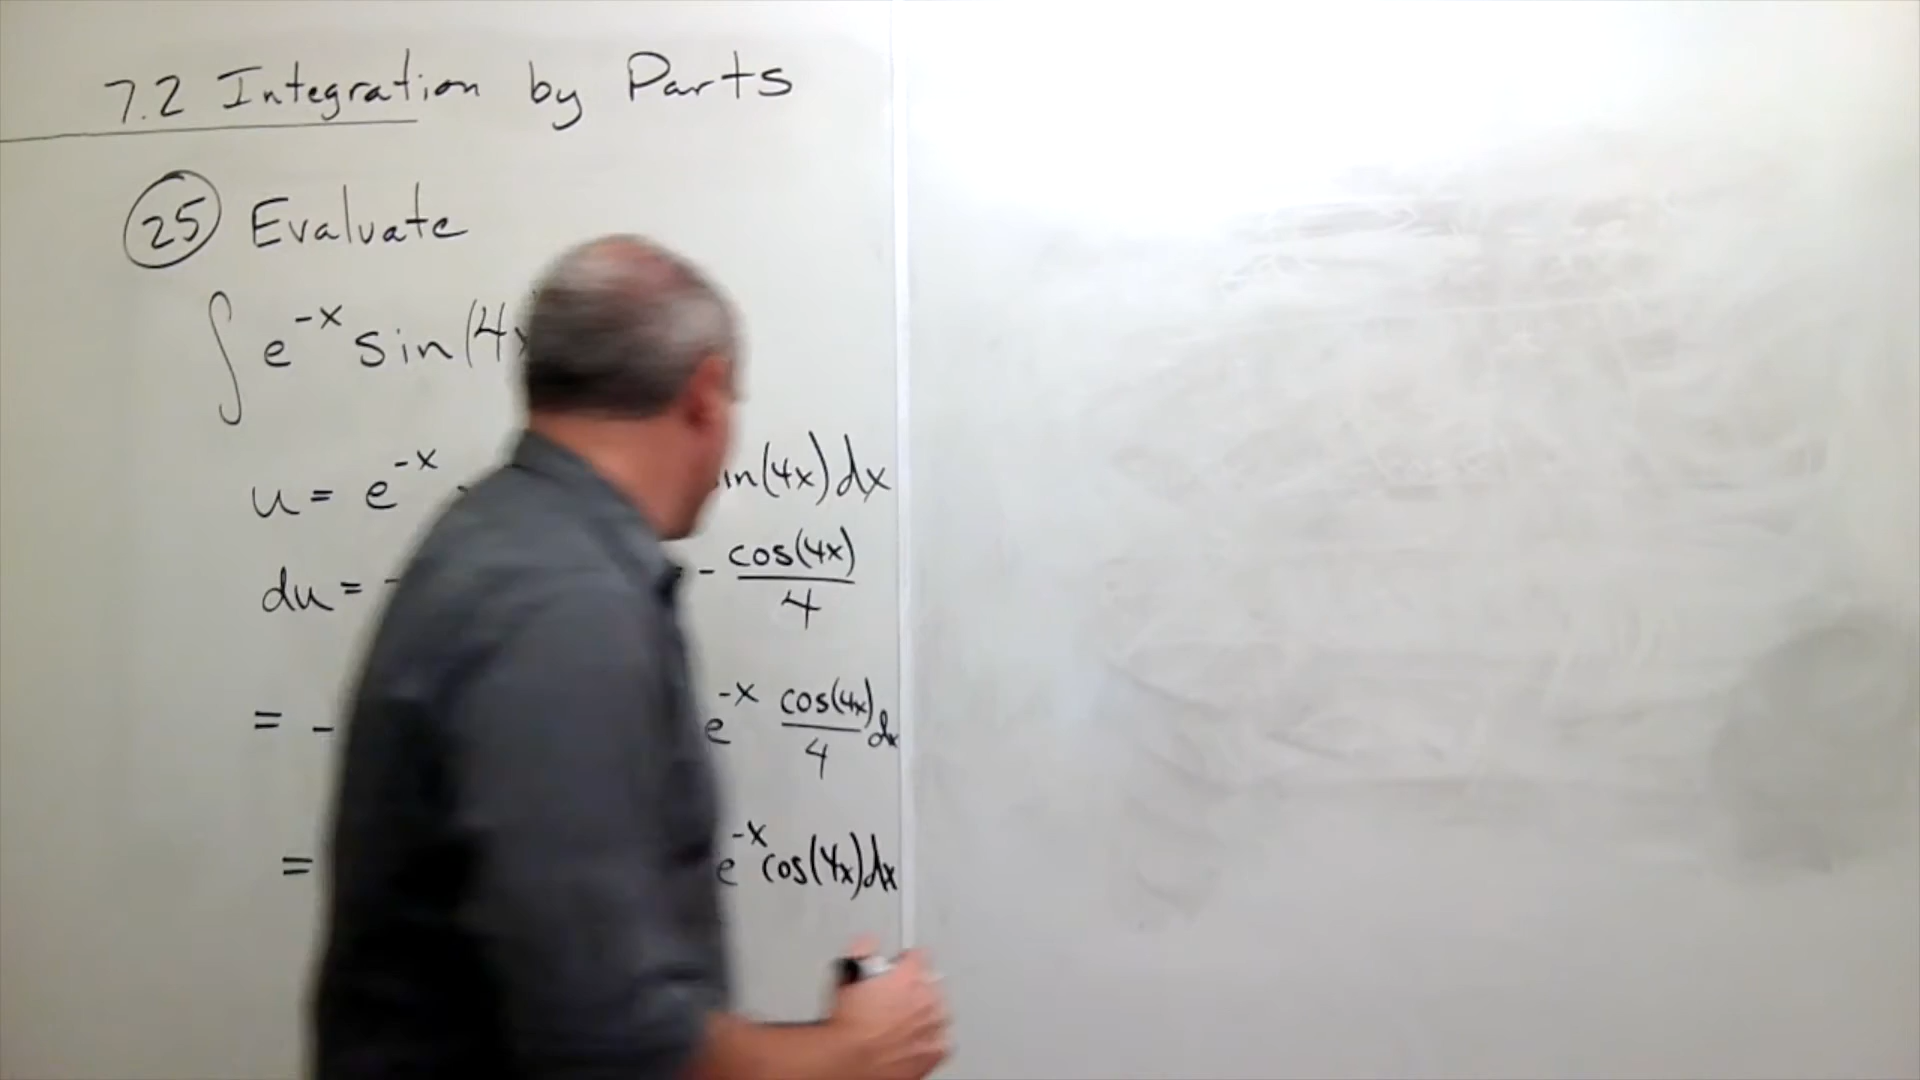 7.2 Integration by Parts
25 Evaluate
∫ e^-x sin(4x
u = e^-x in(4x) dx
du = - - cos(4x)/4
= - e^-x cos(4x)/4 dx
= e^-x cos(4x) dx